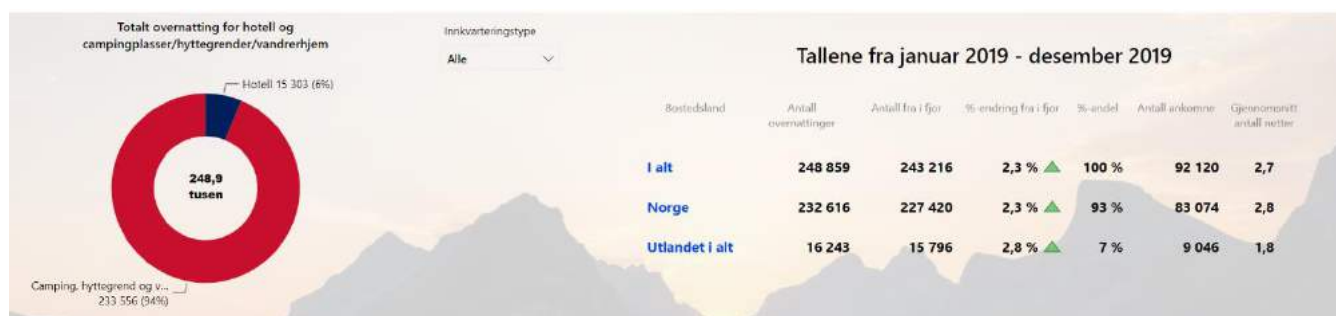 Totalt overnatting for hotell og
campingplasser/hyttegrender/vandrerhjem
Hotell 15 303 (6%)
248,9
tusen
Camping, hyttegrend og v...
233 556 (94%)
Innkvarteringstype
Alle
Tallene fra januar 2019 - desember 2019
Bostedsland Antall overnattinger Antall fra i fjor %-endring fra i fjor %-andel Antall ankomne Gjennomsnitt antall netter
I alt 248 859 243 216 2,3 % 100 % 92 120 2,7
Norge 232 616 227 420 2,3 % 93 % 83 074 2,8
Utlandet i alt 16 243 15 796 2,8 % 7 % 9 046 1,8